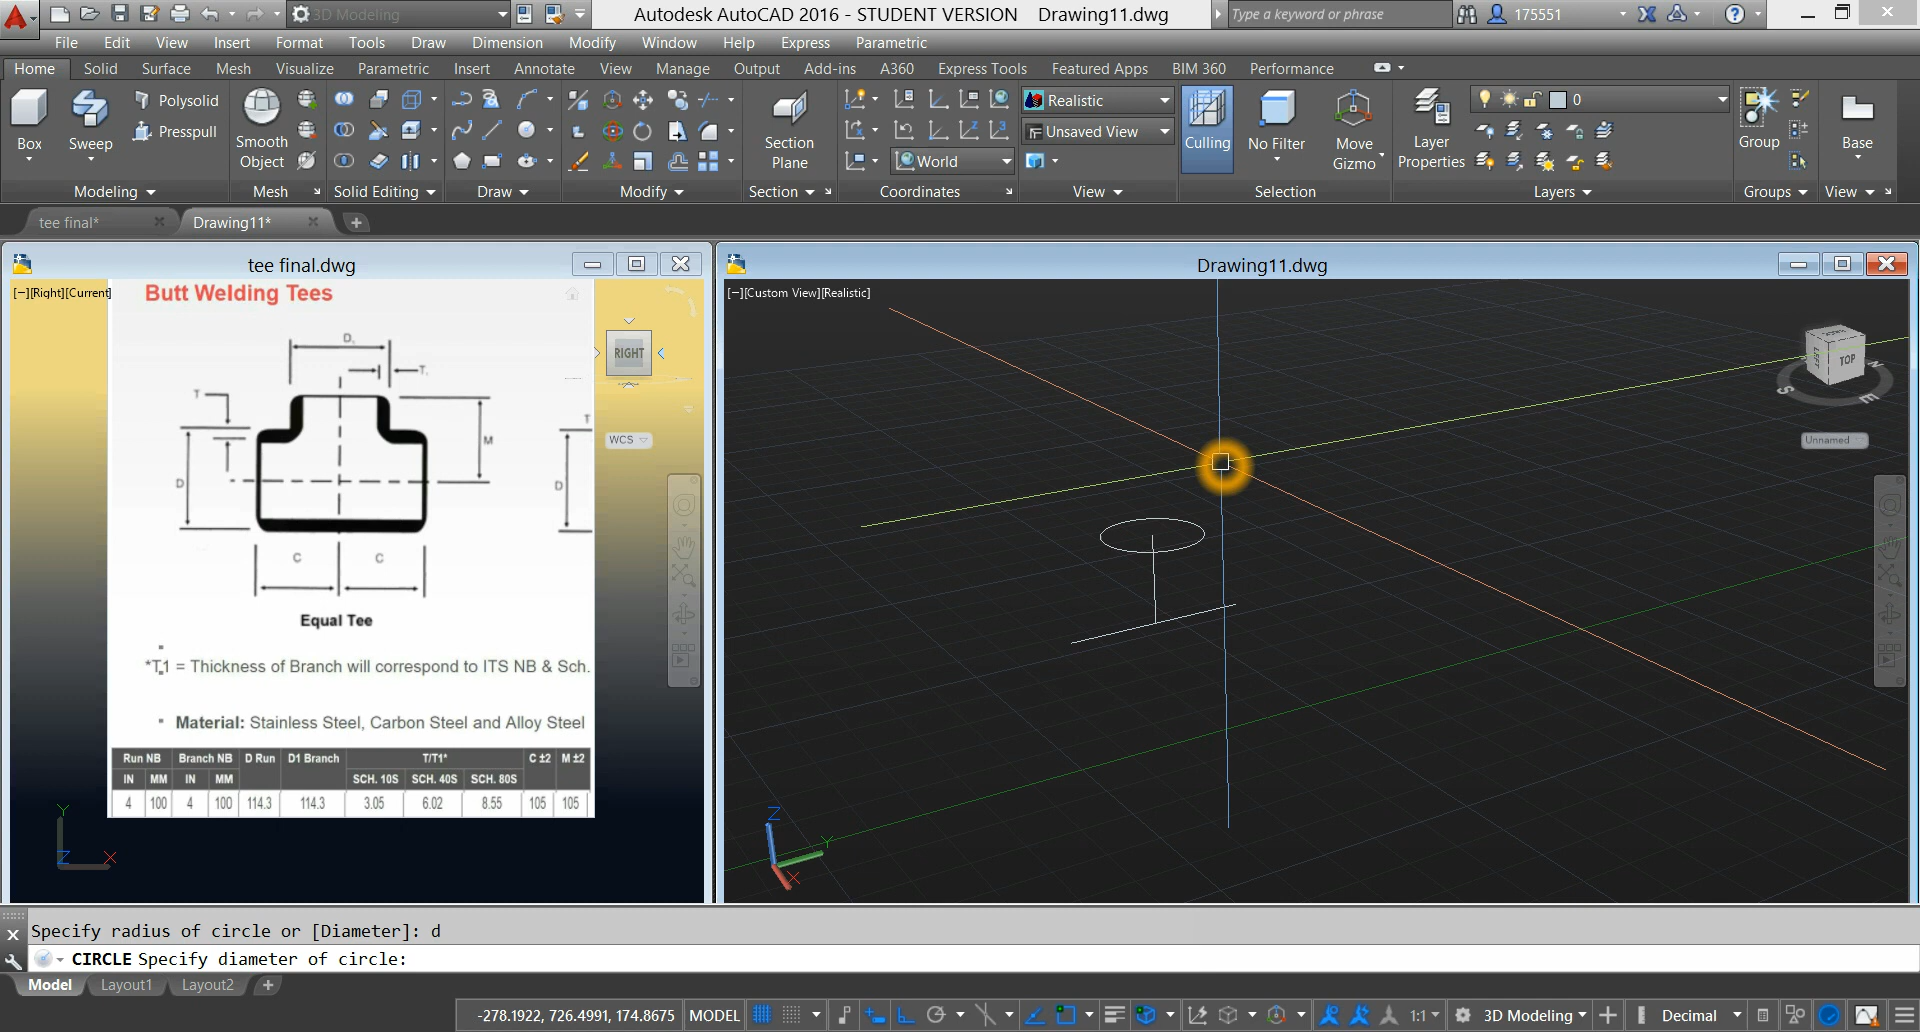 3D Modeling
Autodesk AutoCAD 2016 - STUDENT VERSION Drawing11.dwg
Type a keyword or phrase
175551
File Edit View Insert Format Tools Draw Dimension Modify Window Help Express Parametric
Home Solid Surface Mesh Visualize Parametric Insert Annotate View Manage Output Add-ins A360 Express Tools Featured Apps BIM 360 Performance
Box
Sweep
Polysolid
Presspull
Smooth
Object
Section
Plane
World
Realistic
Unsaved View
Culling
No Filter
Move
Gizmo
Layer
Properties
0
Group
Base
Modeling Mesh Solid Editing Draw Modify Section Coordinates View Selection Layers Groups View
tee final* Drawing11*
tee final.dwg
Drawing11.dwg
[−][Right][Current]
Butt Welding Tees
RIGHT
WCS
D1
T1
T
T
M
D
D
C C
Equal Tee
*T1 = Thickness of Branch will correspond to ITS NB & Sch.
Material: Stainless Steel, Carbon Steel and Alloy Steel
Run NB Branch NB D Run D1 Branch T/T1* C ±2 M ±2
IN MM IN MM SCH. 10S SCH. 40S SCH. 80S
4 100 4 100 114.3 114.3 3.05 6.02 8.55 105 105
Y
Z X
[−][Custom View][Realistic]
LEFT
TOP
S
E
N
Unnamed
Z
Y
X
Specify radius of circle or [Diameter]: d
CIRCLE Specify diameter of circle:
Model Layout1 Layout2
-278.1922, 726.4991, 174.8675 MODEL 1:1 3D Modeling Decimal